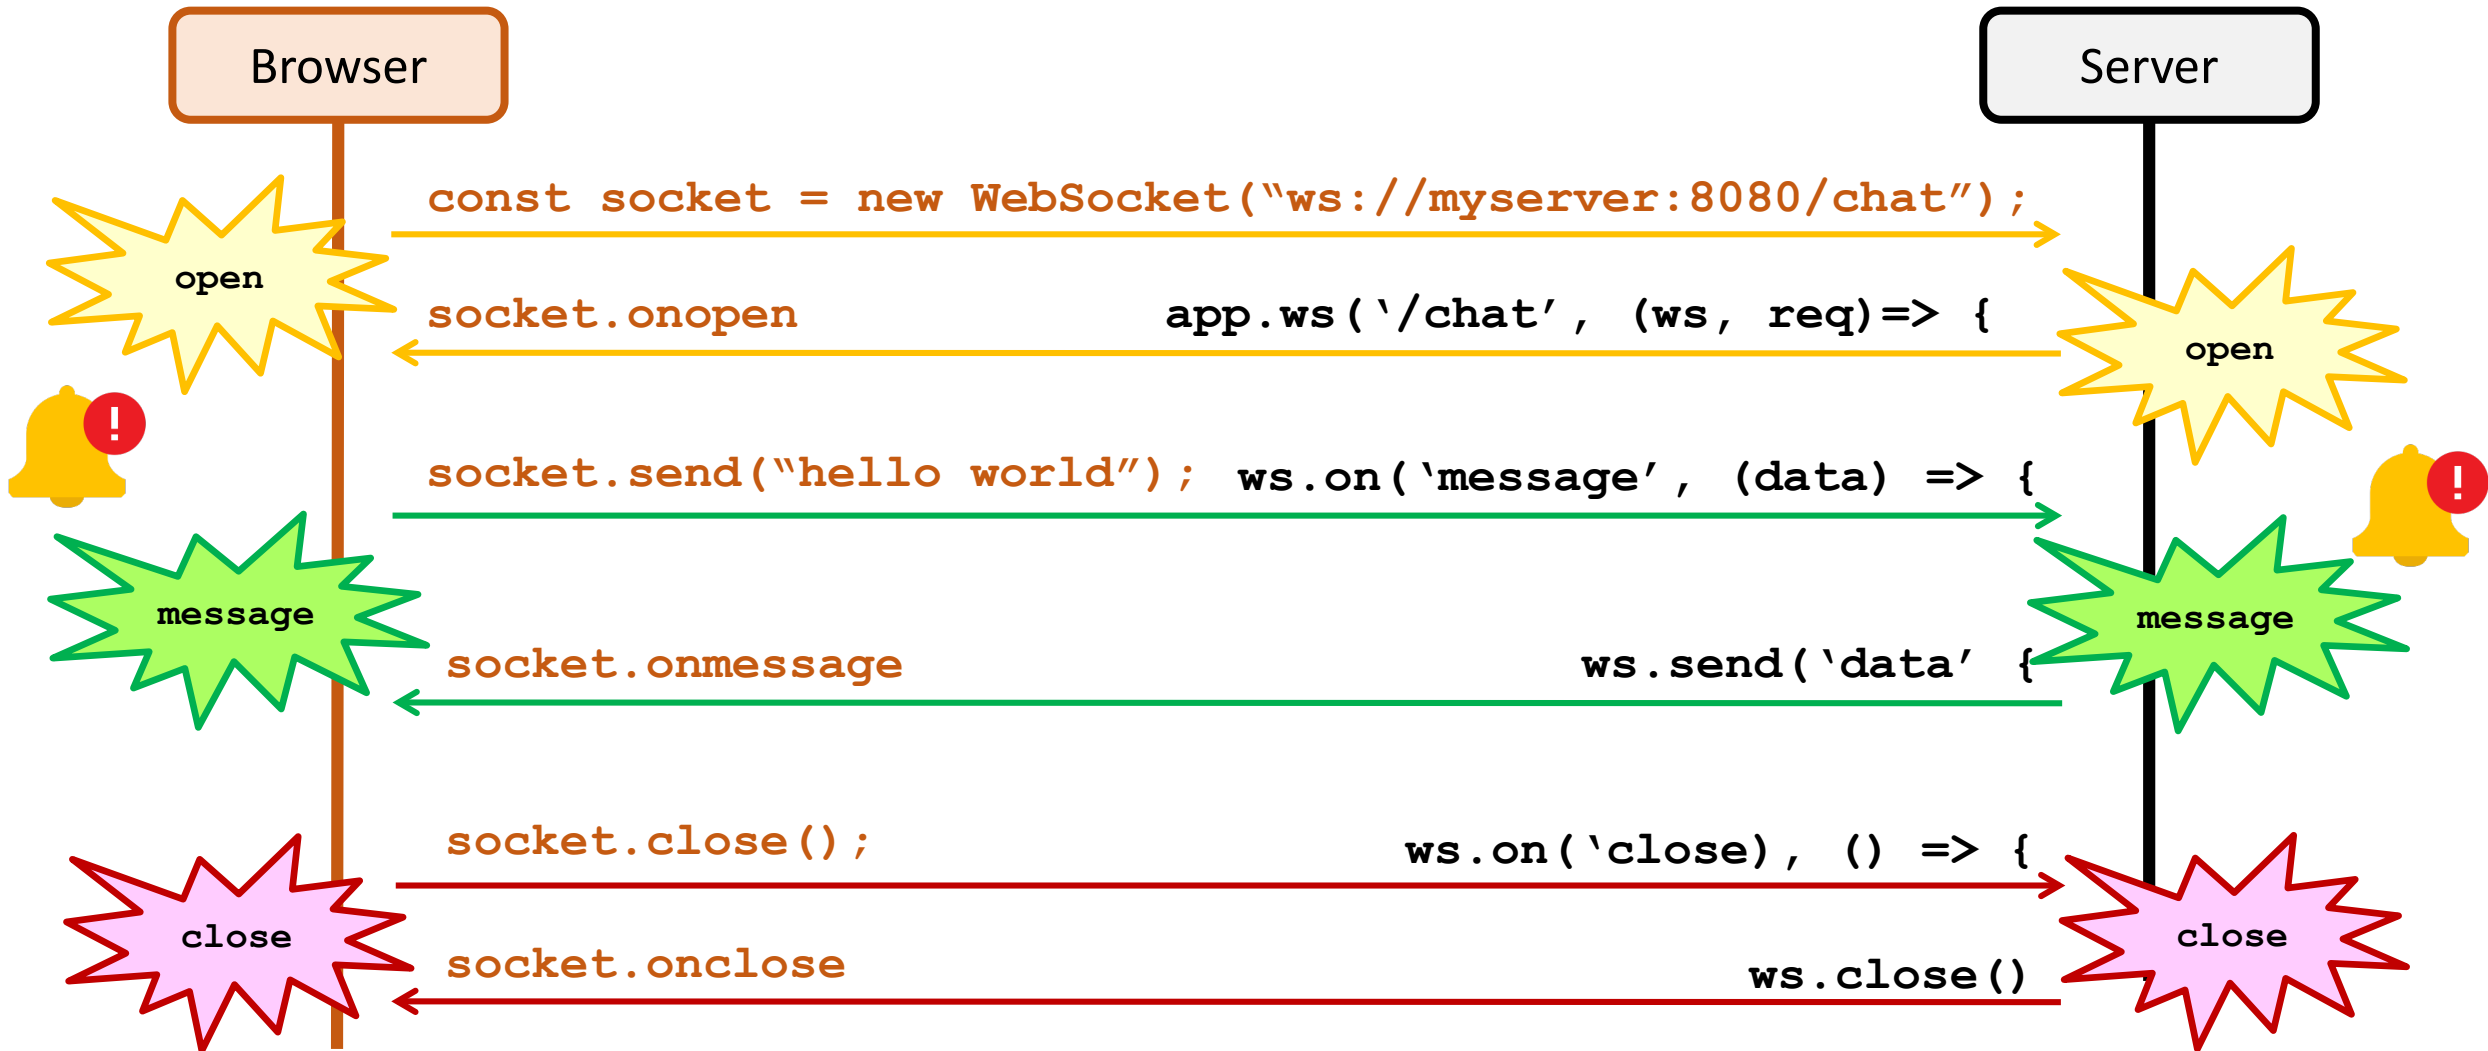 Browser
Server
const socket = new WebSocket(“ws://myserver:8080/chat”);
open
socket.onopen
app.ws(‘/chat’, (ws, req)=> {
open
!
socket.send(“hello world”);
ws.on(‘message’, (data) => {
!
message
message
socket.onmessage
ws.send(‘data’ {
socket.close();
ws.on(‘close), () => {
close
close
socket.onclose
ws.close()